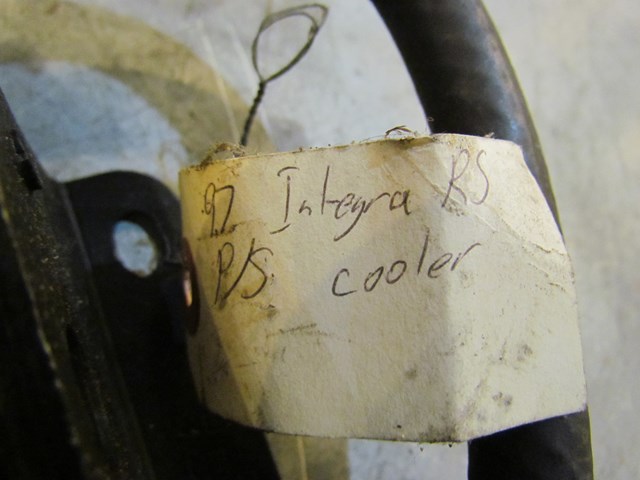 97 Integra RS
P/S cooler